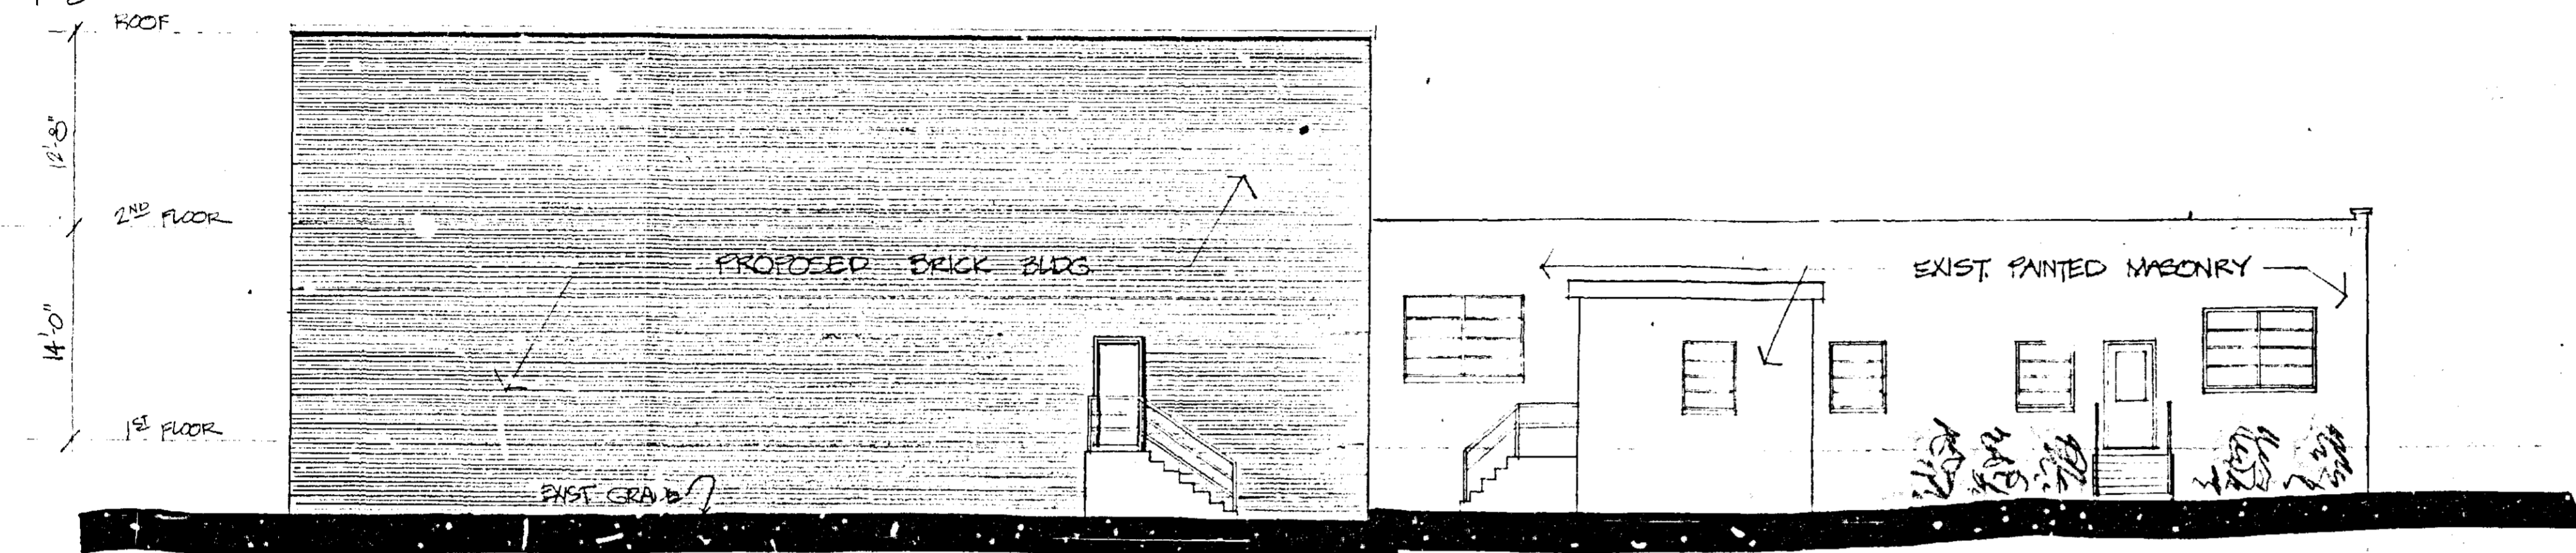 ROOF
12'-8"
2ND FLOOR
PROPOSED BRICK BLDG.
EXIST. PAINTED MASONRY
14'-0"
1ST FLOOR
EXIST GRADE